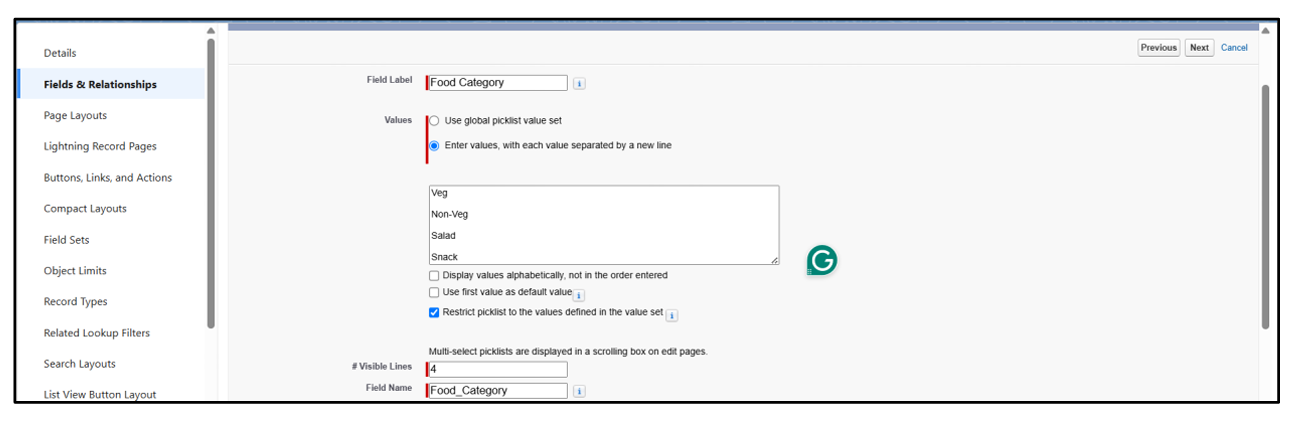 Details
Fields & Relationships
Page Layouts
Lightning Record Pages
Buttons, Links, and Actions
Compact Layouts
Field Sets
Object Limits
Record Types
Related Lookup Filters
Search Layouts
List View Button Layout
Previous Next Cancel
Field Label Food Category
Values Use global picklist value set
Enter values, with each value separated by a new line
Veg
Non-Veg
Salad
Snack
Display values alphabetically, not in the order entered
Use first value as default value
Restrict picklist to the values defined in the value set
Multi-select picklists are displayed in a scrolling box on edit pages.
# Visible Lines 4
Field Name Food_Category